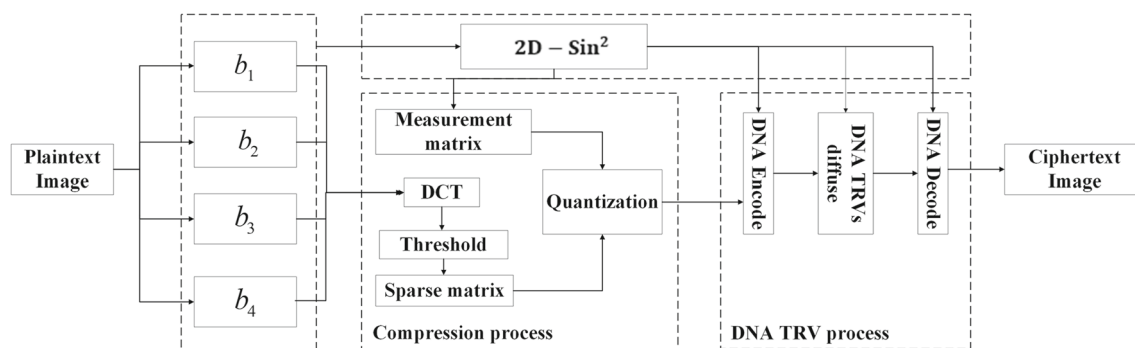 Plaintext
Image
b₁
b₂
b₃
b₄
2D − Sin²
Measurement
matrix
DCT
Threshold
Sparse matrix
Quantization
Compression process
DNA Encode
DNA TRVs
diffuse
DNA Decode
DNA TRV process
Ciphertext
Image